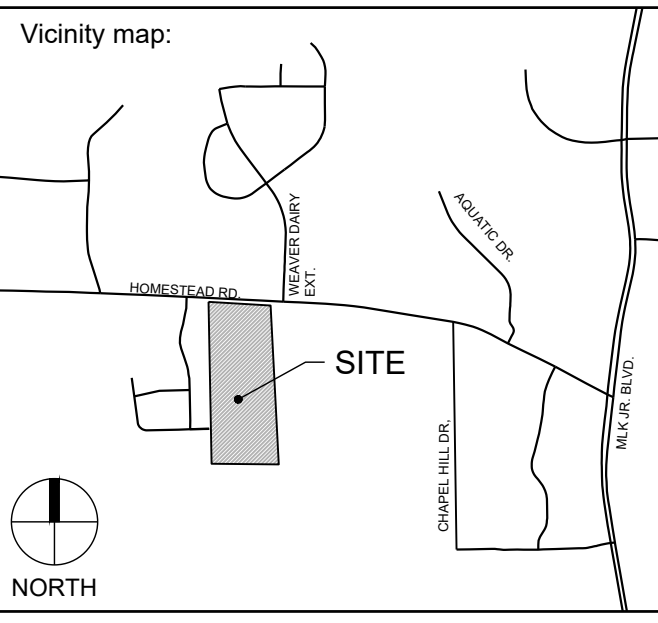 Vicinity map:
WEAVER DAIRY
EXT.
AQUATIC DR.
HOMESTEAD RD.
SITE
MLK JR. BLVD.
CHAPEL HILL DR,
NORTH